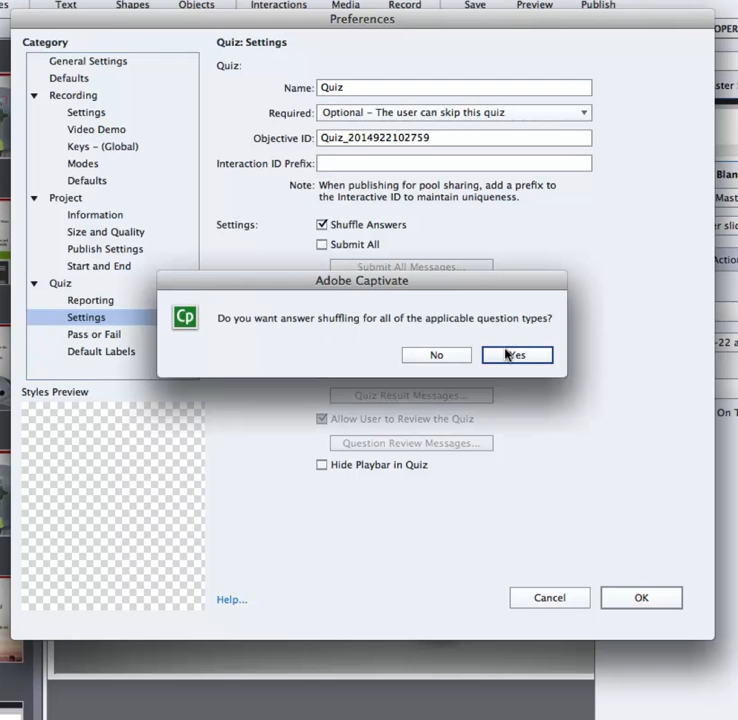 Text Shapes Objects Interactions Media Record Save Preview Publish
Preferences
Category
General Settings
Defaults
Recording
Settings
Video Demo
Keys - (Global)
Modes
Defaults
Project
Information
Size and Quality
Publish Settings
Start and End
Quiz
Reporting
Settings
Pass or Fail
Default Labels
Styles Preview
Quiz: Settings
Quiz:
Name: Quiz
Required: Optional - The user can skip this quiz
Objective ID: Quiz_2014922102759
Interaction ID Prefix:
Note: When publishing for pool sharing, add a prefix to
the Interactive ID to maintain uniqueness.
Settings: Shuffle Answers
Submit All
Submit All Messages...
Adobe Captivate
Cp
Do you want answer shuffling for all of the applicable question types?
No Yes
Quiz Result Messages...
Allow User to Review the Quiz
Question Review Messages...
Hide Playbar in Quiz
Help...
Cancel OK